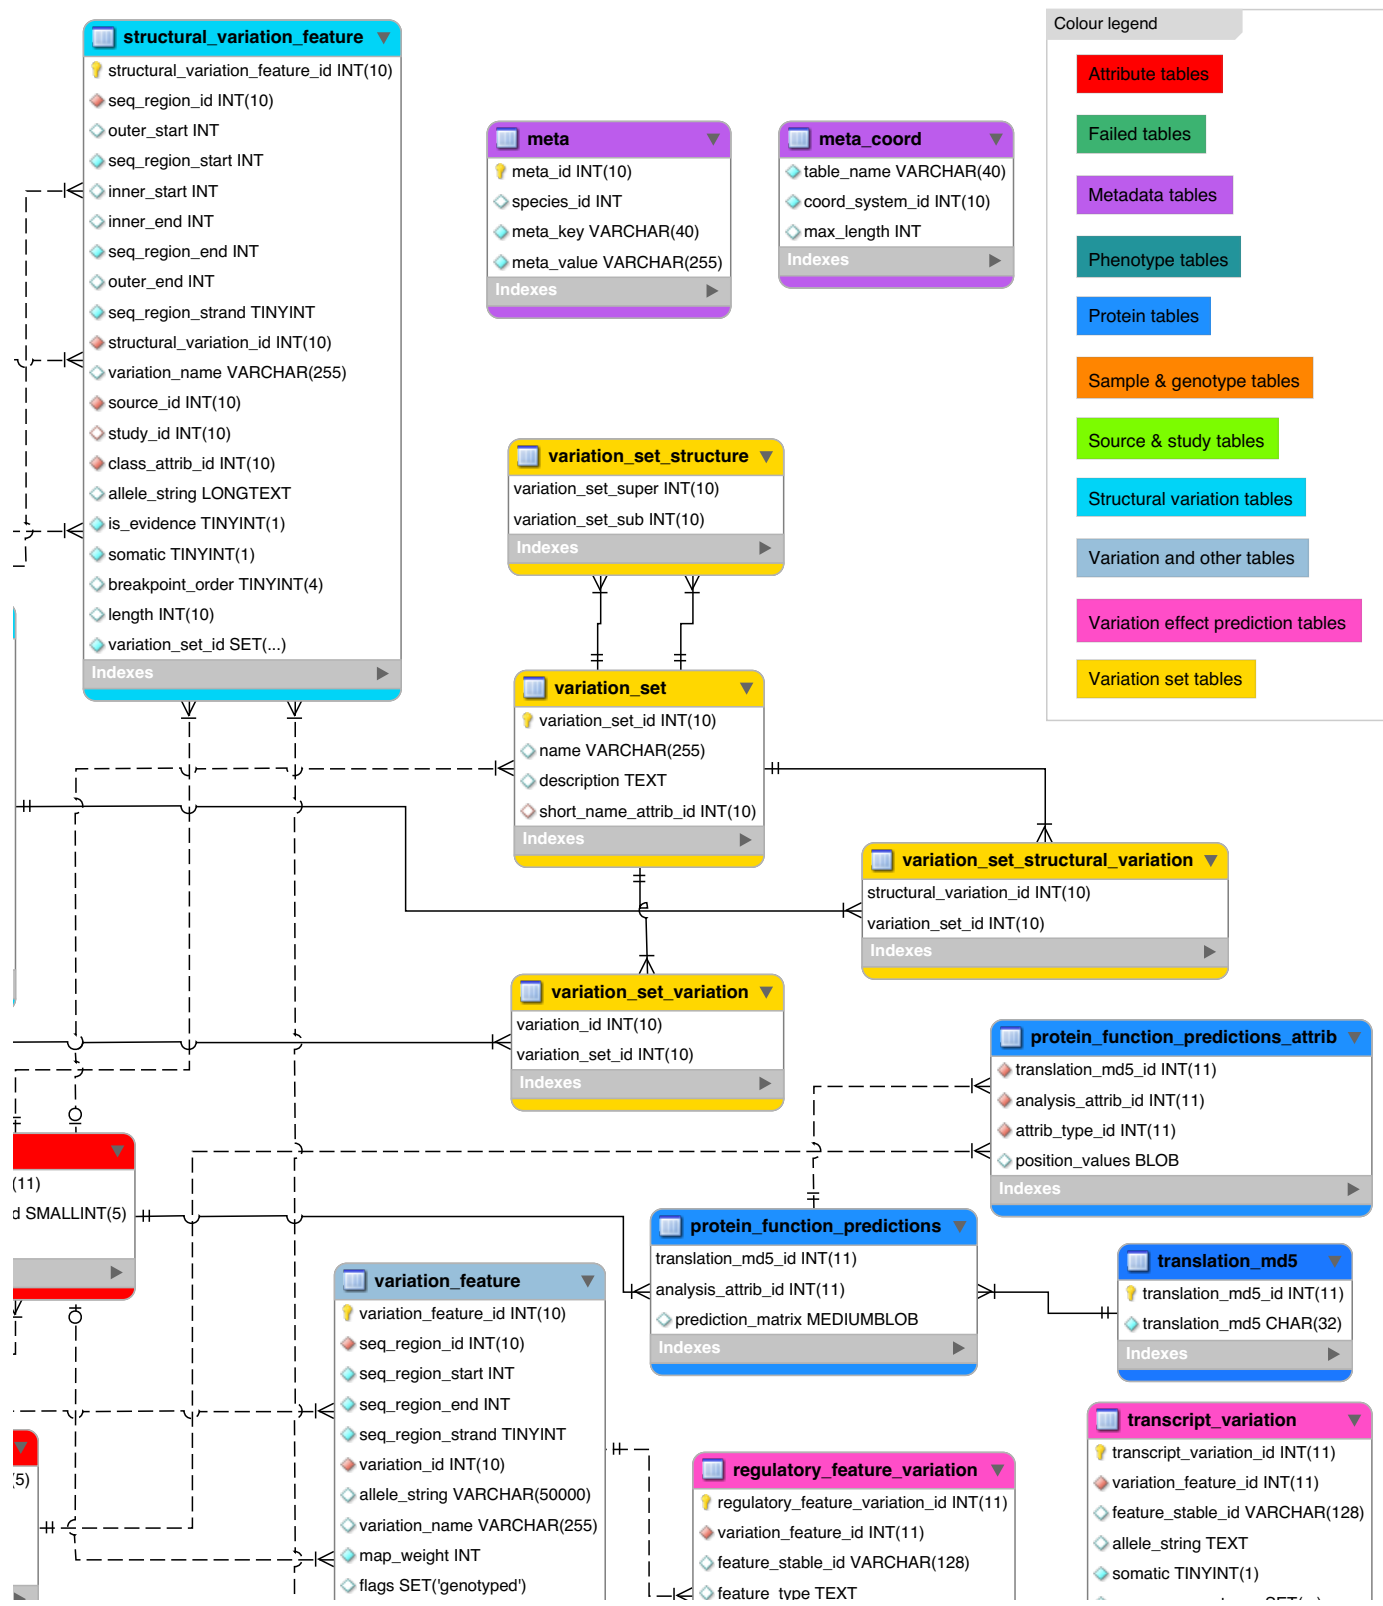 structural_variation_feature
structural_variation_feature_id INT(10)
seq_region_id INT(10)
outer_start INT
seq_region_start INT
inner_start INT
inner_end INT
seq_region_end INT
outer_end INT
seq_region_strand TINYINT
structural_variation_id INT(10)
variation_name VARCHAR(255)
source_id INT(10)
study_id INT(10)
class_attrib_id INT(10)
allele_string LONGTEXT
is_evidence TINYINT(1)
somatic TINYINT(1)
breakpoint_order TINYINT(4)
length INT(10)
variation_set_id SET(...)
Indexes
meta
meta_id INT(10)
species_id INT
meta_key VARCHAR(40)
meta_value VARCHAR(255)
Indexes
meta_coord
table_name VARCHAR(40)
coord_system_id INT(10)
max_length INT
Indexes
Colour legend
Attribute tables
Failed tables
Metadata tables
Phenotype tables
Protein tables
Sample & genotype tables
Source & study tables
Structural variation tables
Variation and other tables
Variation effect prediction tables
Variation set tables
variation_set_structure
variation_set_super INT(10)
variation_set_sub INT(10)
Indexes
variation_set
variation_set_id INT(10)
name VARCHAR(255)
description TEXT
short_name_attrib_id INT(10)
Indexes
variation_set_structural_variation
structural_variation_id INT(10)
variation_set_id INT(10)
Indexes
variation_set_variation
variation_id INT(10)
variation_set_id INT(10)
Indexes
protein_function_predictions_attrib
translation_md5_id INT(11)
analysis_attrib_id INT(11)
attrib_type_id INT(11)
position_values BLOB
Indexes
(11)
d SMALLINT(5)
protein_function_predictions
translation_md5_id INT(11)
analysis_attrib_id INT(11)
prediction_matrix MEDIUMBLOB
Indexes
translation_md5
translation_md5_id INT(11)
translation_md5 CHAR(32)
Indexes
variation_feature
variation_feature_id INT(10)
seq_region_id INT(10)
seq_region_start INT
seq_region_end INT
seq_region_strand TINYINT
variation_id INT(10)
allele_string VARCHAR(50000)
variation_name VARCHAR(255)
map_weight INT
flags SET('genotyped')
(5)
regulatory_feature_variation
regulatory_feature_variation_id INT(11)
variation_feature_id INT(11)
feature_stable_id VARCHAR(128)
feature_type TEXT
transcript_variation
transcript_variation_id INT(11)
variation_feature_id INT(11)
feature_stable_id VARCHAR(128)
allele_string TEXT
somatic TINYINT(1)